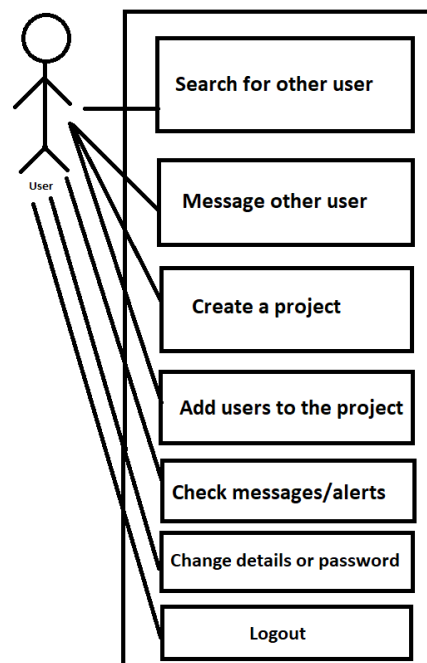 Search for other user
User
Message other user
Create a project
Add users to the project
Check messages/alerts
Change details or password
Logout